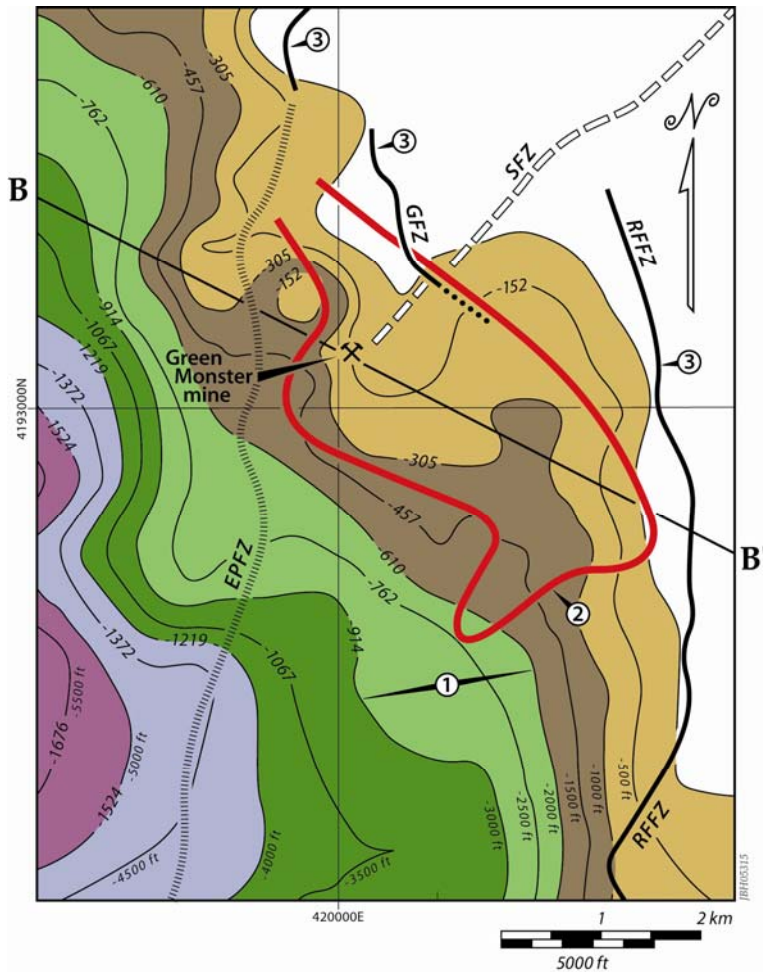 3
-305
-457
-610
-762
N
3
SFZ
B
GFZ
RFFZ
-305
-152
-152
-914
-1067
-1219
3
Green
Monster
mine
-1372
4193000N
-1524
-305
-457
B'
-610
EPFZ
-762
2
-914
-1372
-1219
-1067
1
-5500 ft
-1676
-5000 ft
-1524
-500 ft
-1000 ft
-1500 ft
-2000 ft
-2500 ft
-3000 ft
RFFZ
-4500 ft
-4000 ft
-3500 ft
JBH05315
420000E
1 2 km
5000 ft